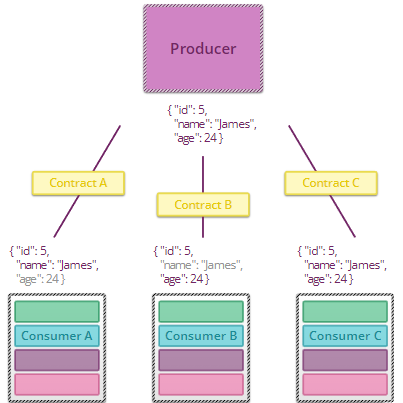 Producer
{ "id": 5,
"name": "James",
"age": 24 }
Contract A
Contract B
Contract C
{ "id": 5,
"name": "James",
"age": 24 }
{ "id": 5,
"name": "James",
"age": 24 }
{ "id": 5,
"name": "James",
"age": 24 }
Consumer A
Consumer B
Consumer C